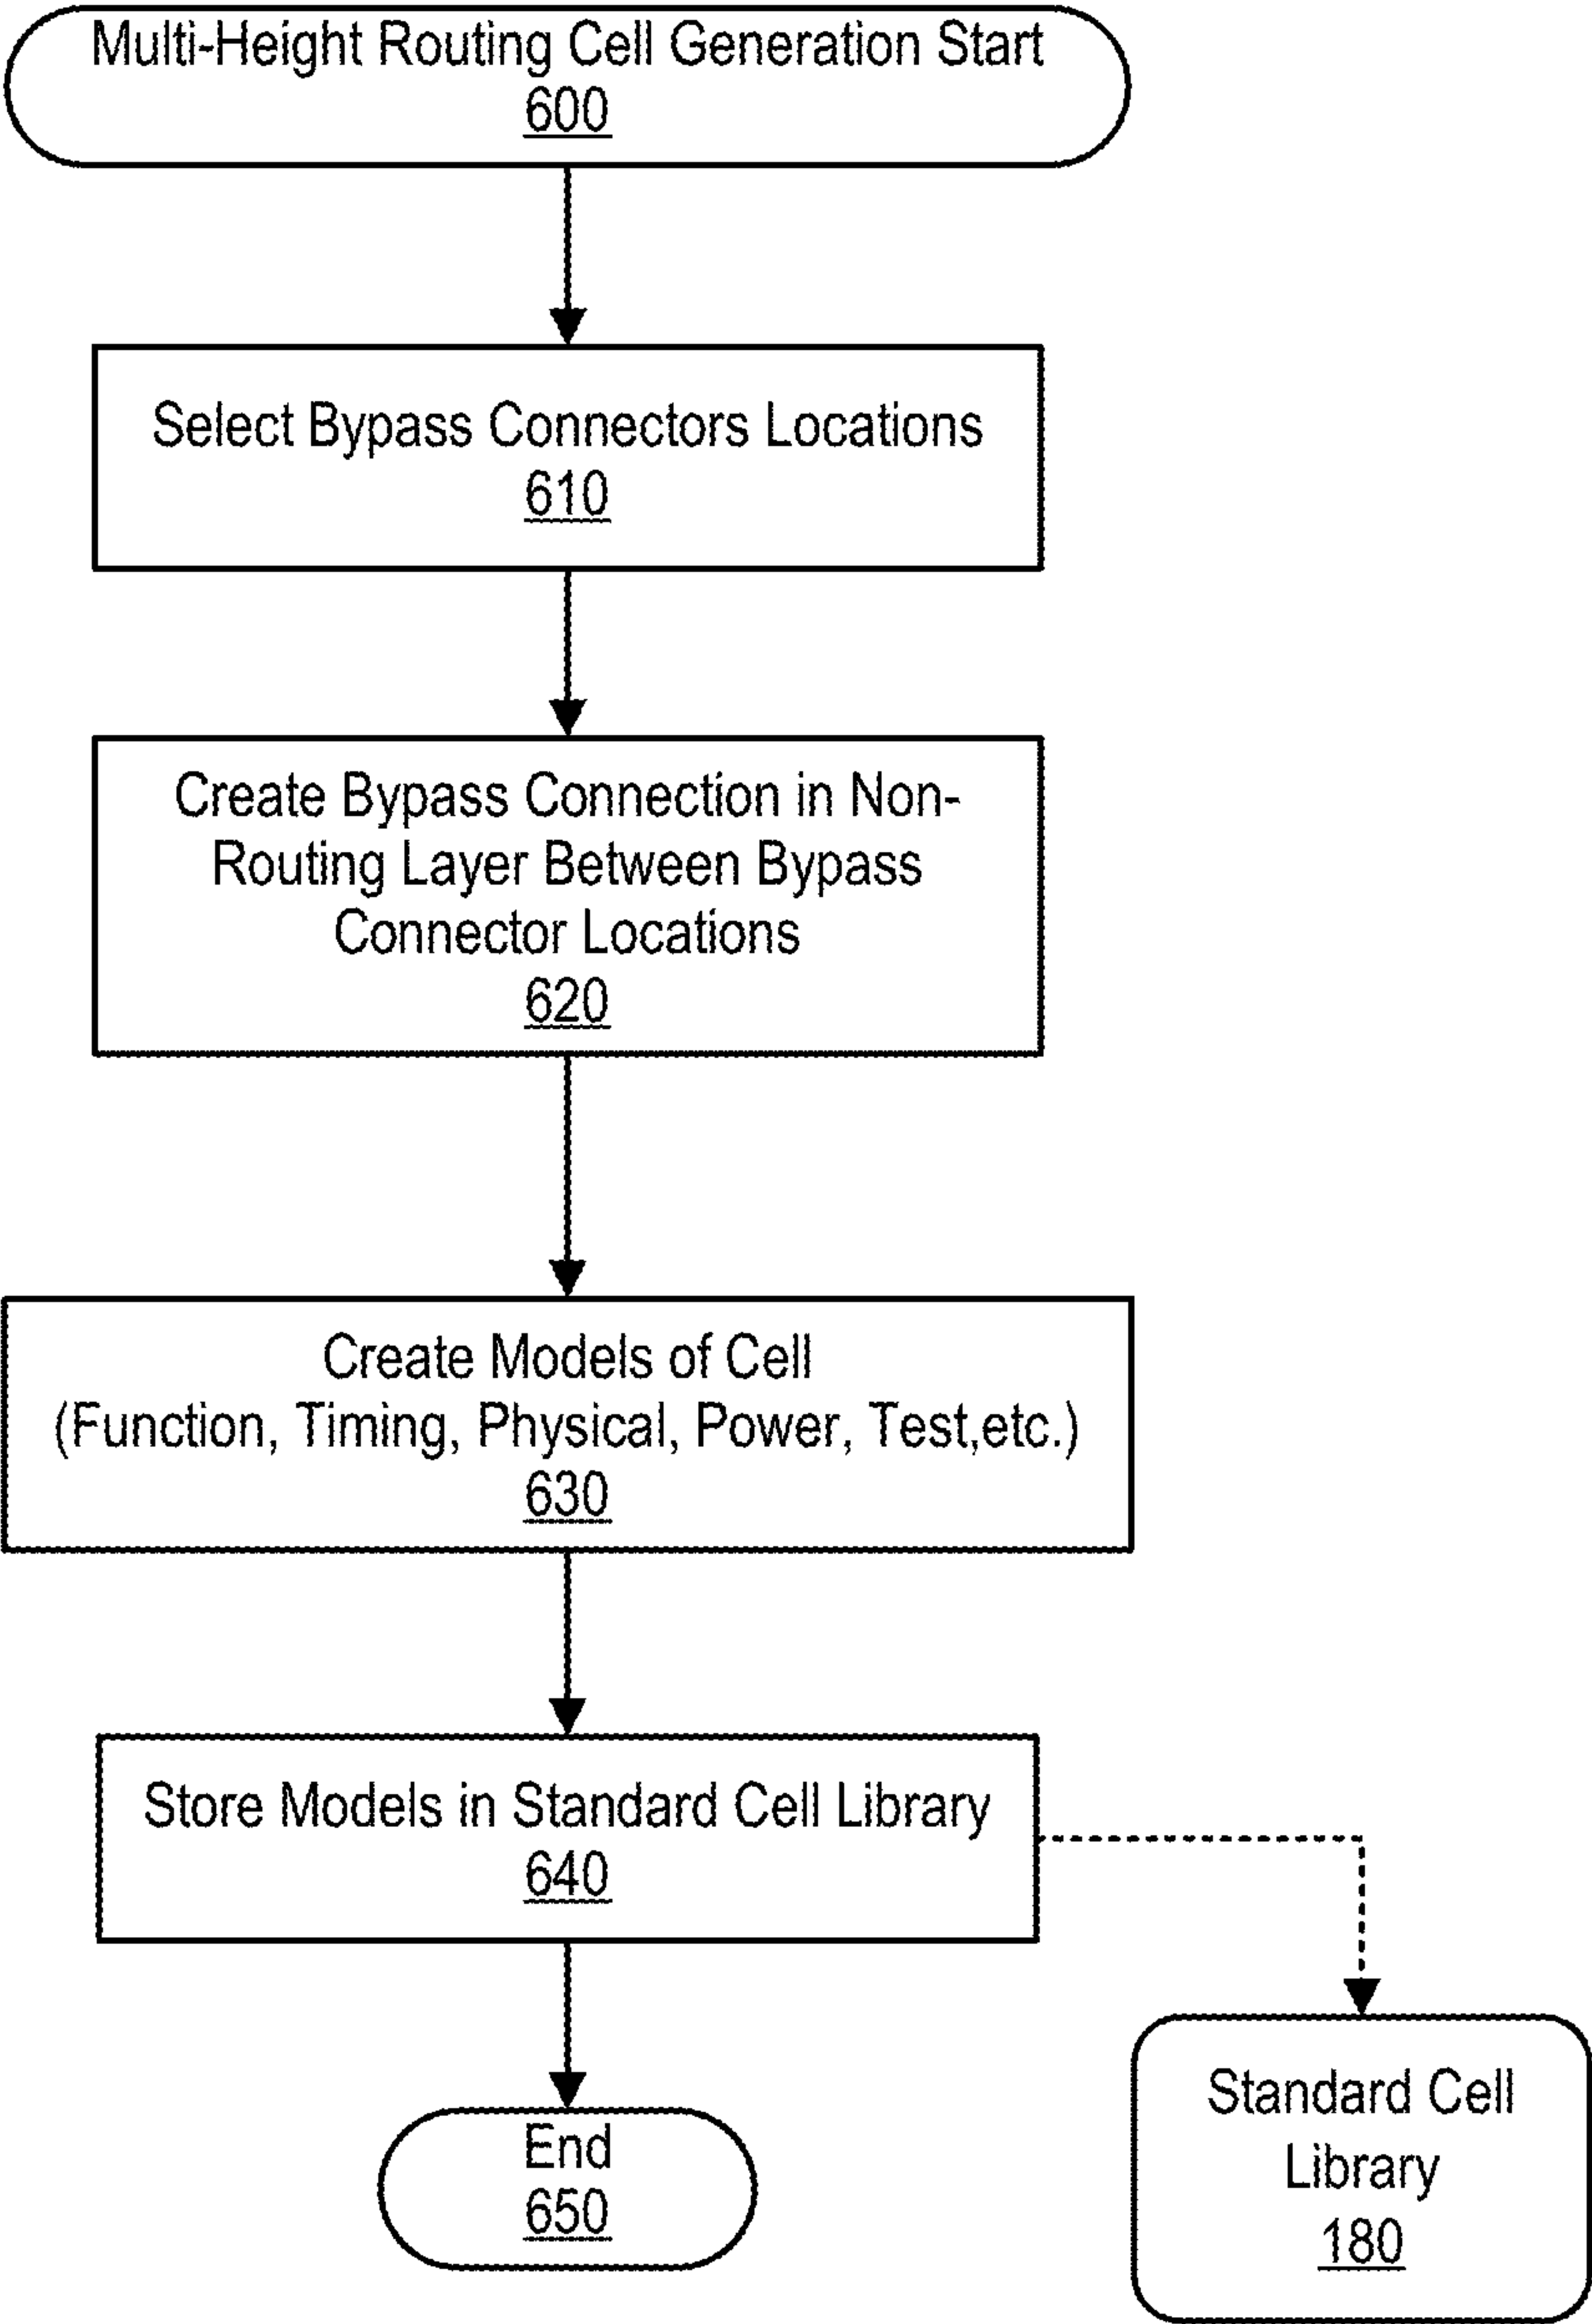 Multi-Height Routing Cell Generation Start
600
Select Bypass Connectors Locations
610
Create Bypass Connection in Non-
Routing Layer Between Bypass
Connector Locations
620
Create Models of Cell
(Function, Timing, Physical, Power, Test,etc.)
630
Store Models in Standard Cell Library
640
End
650
Standard Cell
Library
180